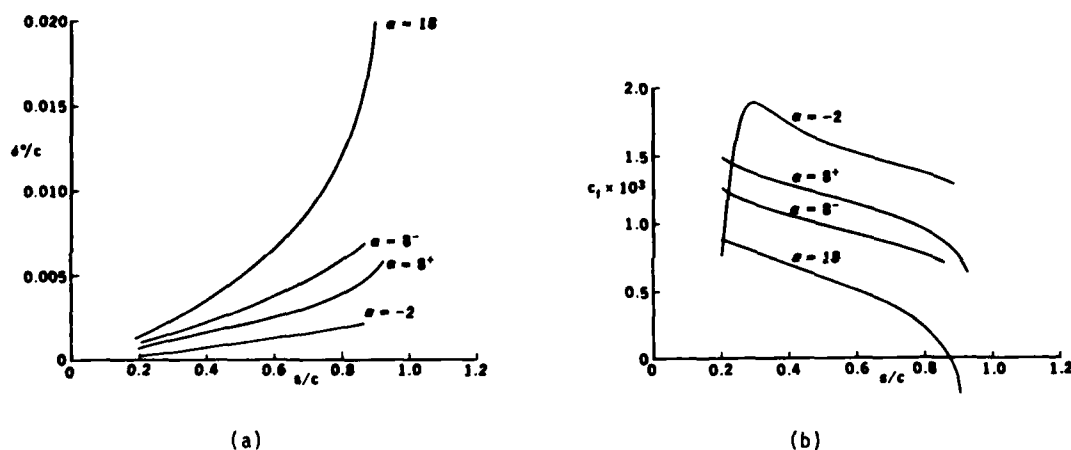 0.020
0.015
δ*/c
0.010
0.005
0
0
0.2
0.4
0.6
0.8
1.0
1.2
s/c
α = 18
α = 8⁻
α = 8⁺
α = -2
(a)
2.0
1.5
c_f × 10³
1.0
0.5
0
0
0.2
0.4
0.6
0.8
1.0
1.2
s/c
α = -2
α = 8⁺
α = 8⁻
α = 18
(b)